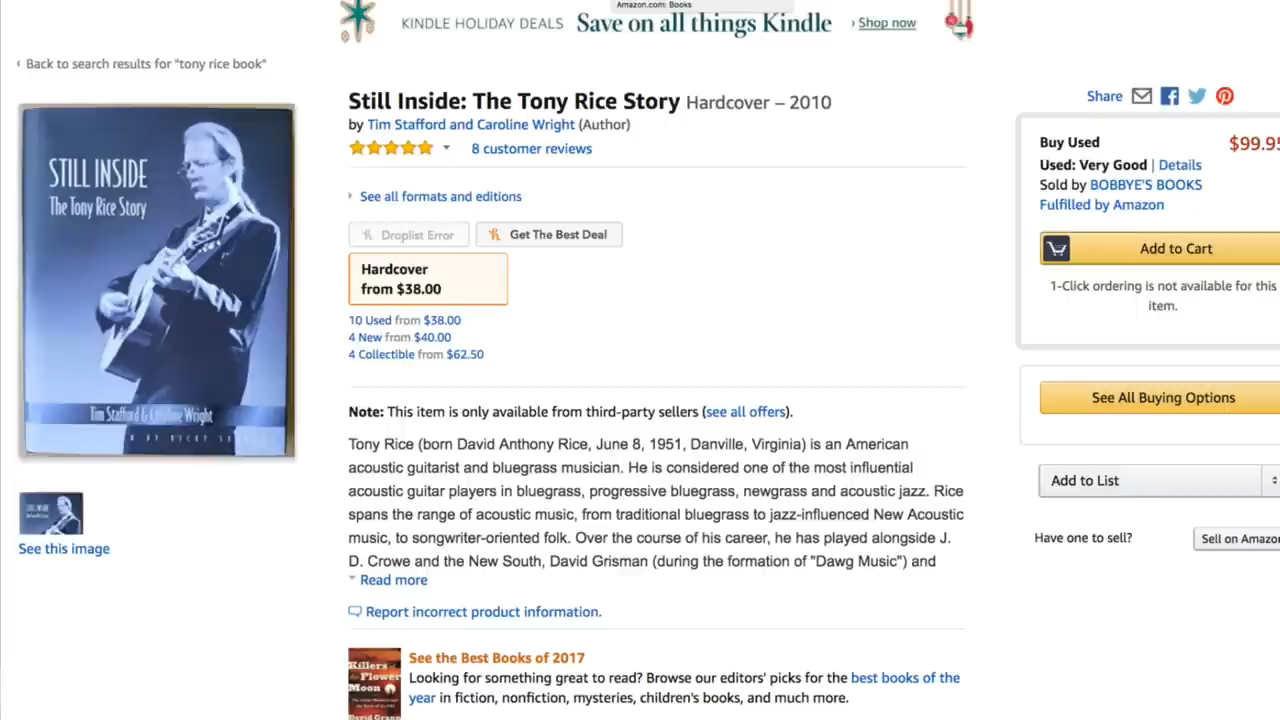 Amazon.com: Books
KINDLE HOLIDAY DEALS Save on all things Kindle › Shop now
‹ Back to search results for "tony rice book"
STILL INSIDE
The Tony Rice Story
Tim Stafford & Caroline Wright
See this image
Still Inside: The Tony Rice Story Hardcover – 2010
by Tim Stafford and Caroline Wright (Author)
8 customer reviews
See all formats and editions
Droplist Error Get The Best Deal
Hardcover
from $38.00
10 Used from $38.00
4 New from $40.00
4 Collectible from $62.50
Note: This item is only available from third-party sellers (see all offers).
Tony Rice (born David Anthony Rice, June 8, 1951, Danville, Virginia) is an American
acoustic guitarist and bluegrass musician. He is considered one of the most influential
acoustic guitar players in bluegrass, progressive bluegrass, newgrass and acoustic jazz. Rice
spans the range of acoustic music, from traditional bluegrass to jazz-influenced New Acoustic
music, to songwriter-oriented folk. Over the course of his career, he has played alongside J.
D. Crowe and the New South, David Grisman (during the formation of "Dawg Music") and
Read more
Report incorrect product information.
Killers of
the Flower
Moon
David Gran
See the Best Books of 2017
Looking for something great to read? Browse our editors' picks for the best books of the
year in fiction, nonfiction, mysteries, children's books, and much more.
Share
Buy Used $99.95
Used: Very Good | Details
Sold by BOBBYE'S BOOKS
Fulfilled by Amazon
Add to Cart
1-Click ordering is not available for this
item.
See All Buying Options
Add to List
Have one to sell? Sell on Amazon